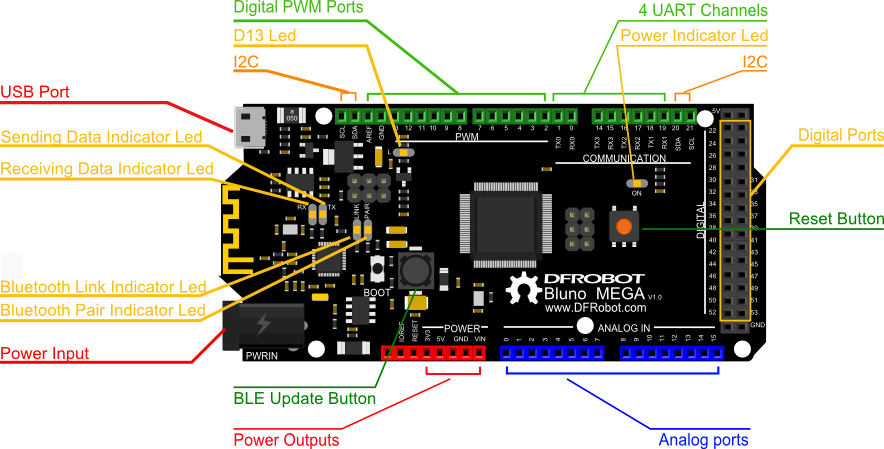 Digital PWM Ports
4 UART Channels
D13 Led
Power Indicator Led
I2C
I2C
USB Port
a
050
5V
SCL
SDA
AREF
GND
12
11
10
9
8
7
6
5
4
3
2
TX0
RX0
14
15
16
17
18
19
20
21
TX3
RX3
TX2
RX2
TX1
RX1
SDA
SCL
PWM
COMMUNICATION
Sending Data Indicator Led
Digital Ports
L
Receiving Data Indicator Led
ON
RX
TX
LINK
PAIR
DIGITAL
22
24
26
28
30
32
34
36
38
40
42
44
46
48
50
52
31
33
35
37
39
41
43
45
47
49
51
53
GND
Reset Button
DFROBOT
Bluno MEGA V1.0
www.DFRobot.com
Bluetooth Link Indicator Led
BOOT
Bluetooth Pair Indicator Led
IOREF
RESET
POWER
3V3
5V
GND
VIN
ANALOG IN
0
1
2
3
4
5
6
7
8
9
10
11
12
13
14
15
Power Input
PWRIN
BLE Update Button
Power Outputs
Analog ports